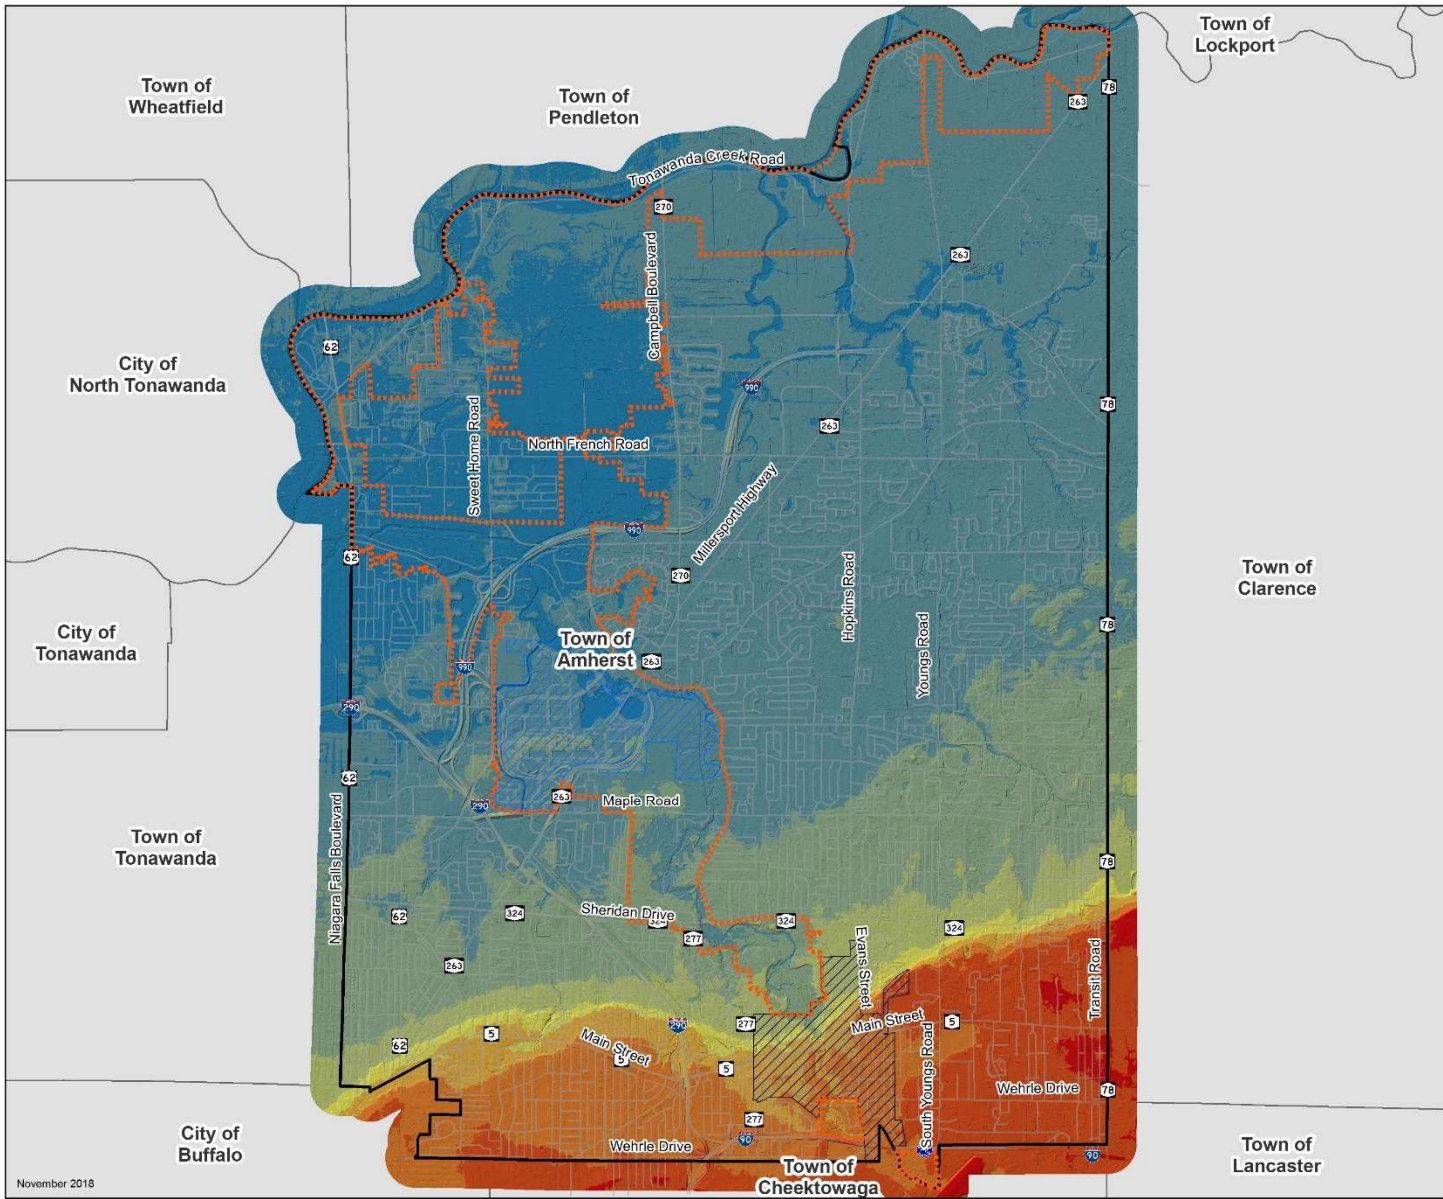 Town of
Lockport
Town of
Wheatfield
Town of
Pendleton
78
263
Tonawanda Creek Road
270
263
Campbell Boulevard
62
City of
North Tonawanda
990
78
263
Sweet Home Road
North French Road
Millersport Highway
990
62
270
Hopkins Road
Youngs Road
Town of
Clarence
City of
Tonawanda
Town of
Amherst
78
263
990
290
62
263
Maple Road
290
Niagara Falls Boulevard
Town of
Tonawanda
78
62
324
Sheridan Drive
324
324
324
277
Evans Street
Transit Road
263
277
290
Main Street
5
5
Main Street
5
62
5
South Youngs Road
Wehrle Drive
78
277
90
Wehrle Drive
90
City of
Buffalo
Town of
Cheektowaga
Town of
Lancaster
November 2018